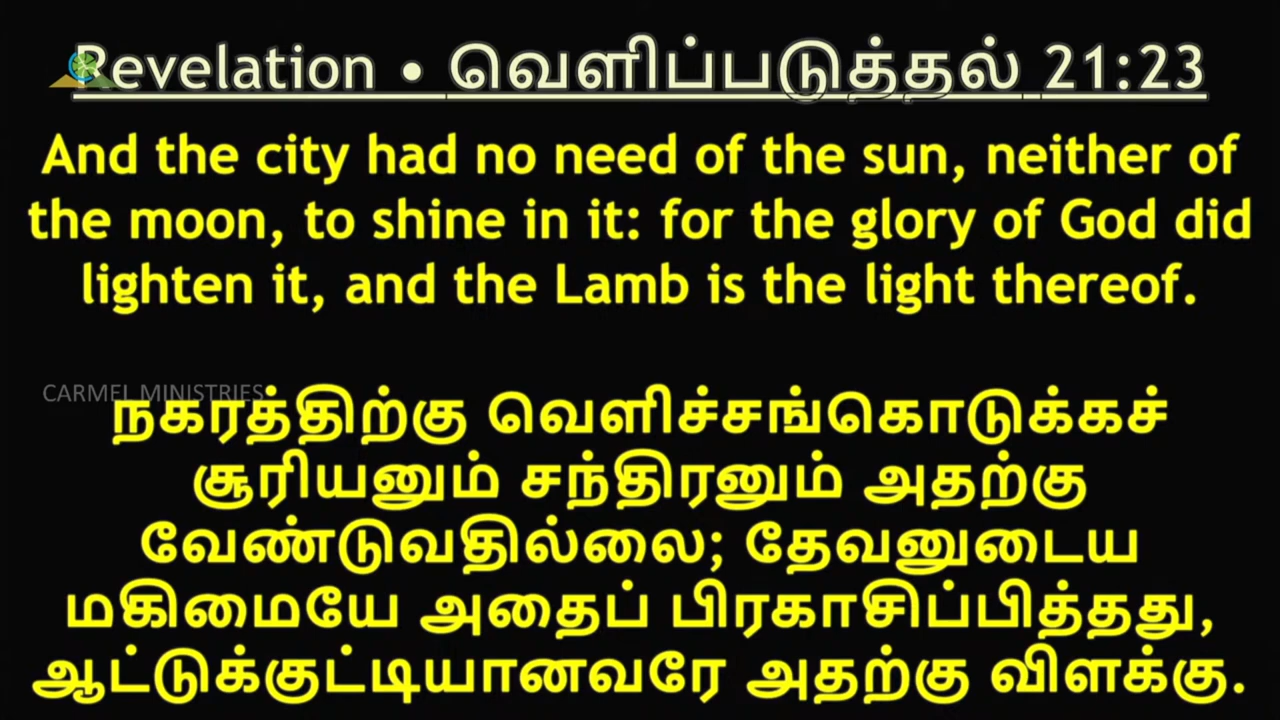 Revelation • வெளிப்படுத்தல் 21:23
And the city had no need of the sun, neither of
the moon, to shine in it: for the glory of God did
lighten it, and the Lamb is the light thereof.
CARMEL MINISTRIES
நகரத்திற்கு வெளிச்சங்கொடுக்கச்
சூரியனும் சந்திரனும் அதற்கு
வேண்டுவதில்லை; தேவனுடைய
மகிமையே அதைப் பிரகாசிப்பித்தது,
ஆட்டுக்குட்டியானவரே அதற்கு விளக்கு.